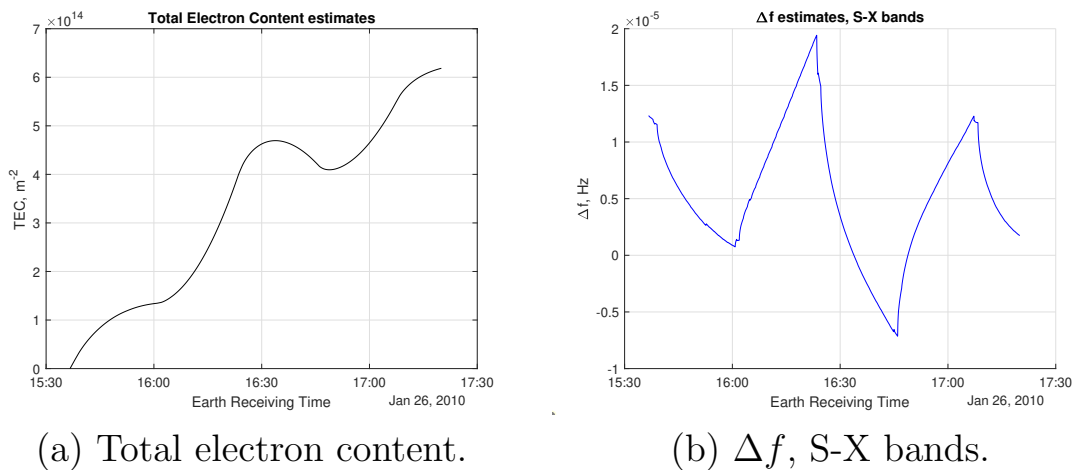 Total Electron Content estimates
×10^14
7
6
5
4
3
2
1
0
TEC, m^-2
15:30 16:00 16:30 17:00 17:30
Earth Receiving Time
Jan 26, 2010
(a) Total electron content.
Δf estimates, S-X bands
×10^-5
2
1.5
1
0.5
0
-0.5
-1
Δf, Hz
15:30 16:00 16:30 17:00 17:30
Earth Receiving Time
Jan 26, 2010
(b) Δf, S-X bands.